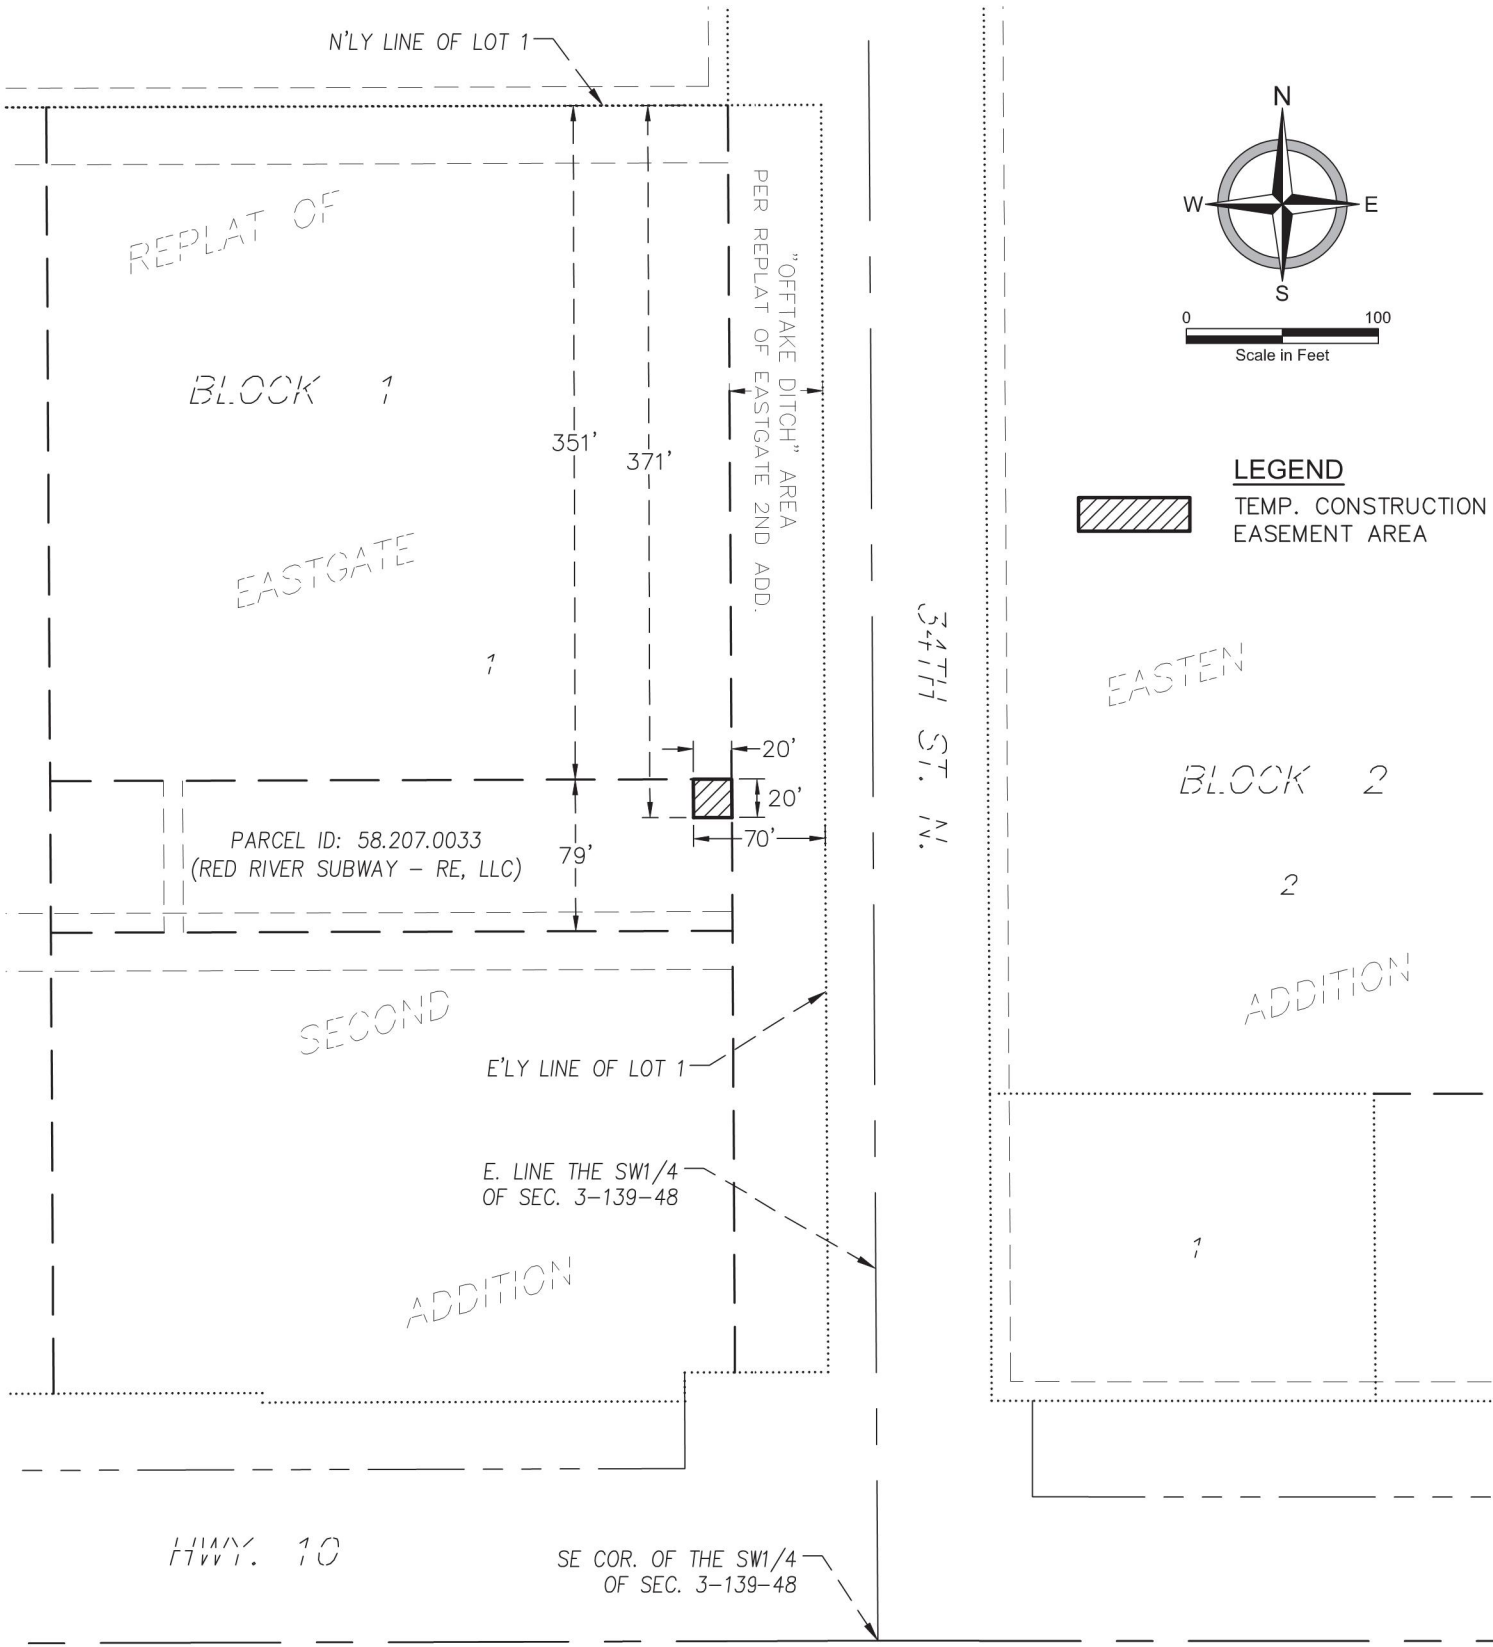 N'LY LINE OF LOT 1
N
W
E
S
0
100
Scale in Feet
REPLAT OF
"OFFTAKE DITCH" AREA
PER REPLAT OF EASTGATE 2ND ADD.
BLOCK 1
351'
371'
LEGEND
TEMP. CONSTRUCTION
EASEMENT AREA
EASTGATE
1
34TH ST. N.
EASTEN
20'
20'
BLOCK 2
70'
PARCEL ID: 58.207.0033
(RED RIVER SUBWAY – RE, LLC)
79'
2
SECOND
ADDITION
E'LY LINE OF LOT 1
E. LINE THE SW1/4
OF SEC. 3–139–48
1
ADDITION
HWY. 10
SE COR. OF THE SW1/4
OF SEC. 3–139–48